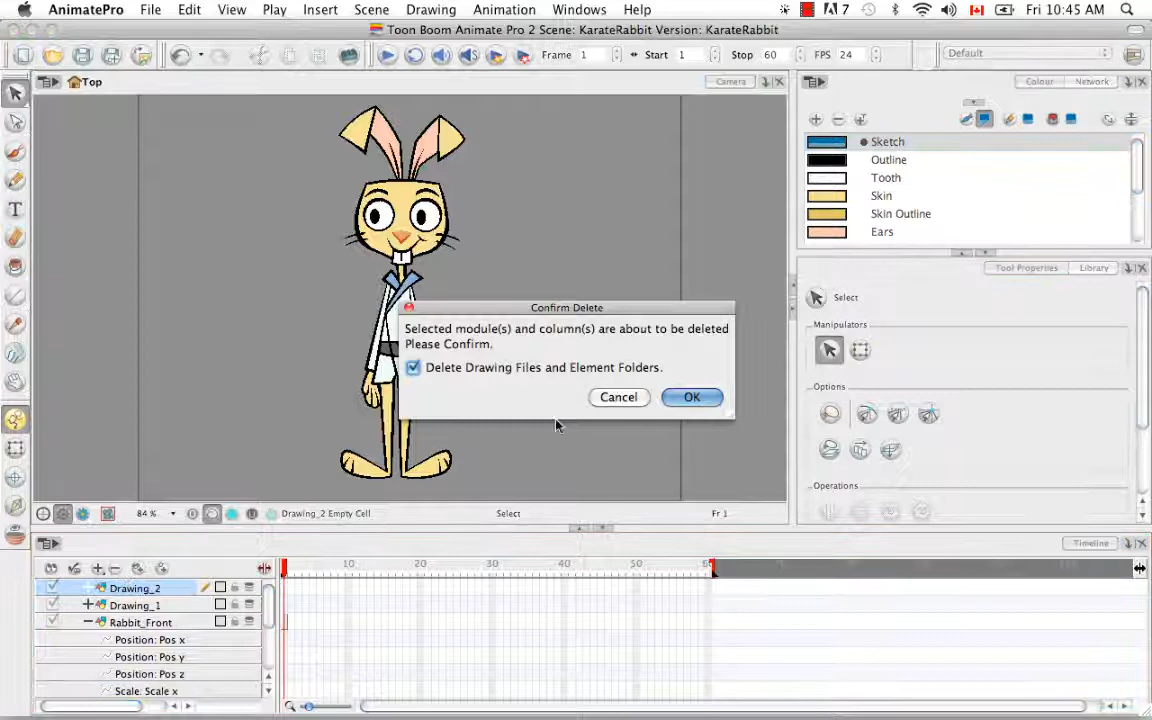 AnimatePro File Edit View Play Insert Scene Drawing Animation Windows Help 7 Fri 10:45 AM
Toon Boom Animate Pro 2 Scene: KarateRabbit Version: KarateRabbit
Frame 1 Start 1 Stop 60 FPS 24 Default
Top Camera Colour Network
Sketch
Outline
Tooth
Skin
Skin Outline
Ears
Confirm Delete
Selected module(s) and column(s) are about to be deleted
Please Confirm.
Delete Drawing Files and Element Folders.
Cancel OK
Tool Properties Library
Select
Manipulators
Options
Operations
84 % Drawing_2 Empty Cell Select Fr 1
Timeline
10 20 30 40 50 60
Drawing_2
Drawing_1
Rabbit_Front
Position: Pos x
Position: Pos y
Position: Pos z
Scale: Scale x